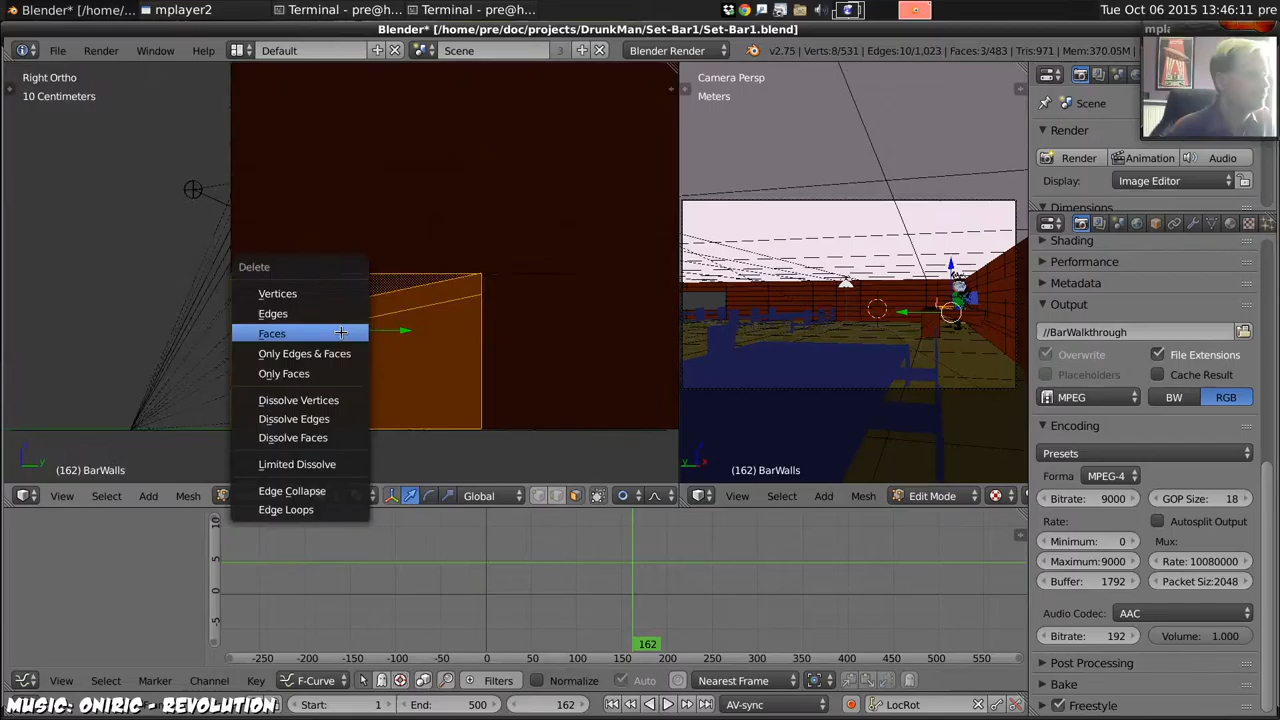 Blender* [/home/...
mplayer2
Terminal - pre@h...
Terminal - pre@h...
Tue Oct 06 2015 13:46:11 pre
Blender* [/home/pre/doc/projects/DrunkMan/Set-Bar1/Set-Bar1.blend]
File Render Window Help
Default
Scene
3
Blender Render
v2.75 | Verts:8/531 | Edges:10/1,023 | Faces:3/483 | Tris:971 | Mem:370.05M
Right Ortho
10 Centimeters
Camera Persp
Meters
Scene
Render
Render
Animation
Audio
Display:
Image Editor
Dimensions
Shading
Performance
Metadata
Output
//BarWalkthrough
Overwrite
File Extensions
Placeholders
Cache Result
MPEG
BW
RGB
Encoding
Presets
Forma
MPEG-4
Bitrate: 9000
GOP Size: 18
Rate:
Autosplit Output
Minimum: 0
Mux:
Maximum:9000
Rate: 10080000
Buffer: 1792
Packet Siz:2048
Audio Codec:
AAC
Bitrate: 192
Volume: 1.000
Post Processing
Bake
Freestyle
Delete
Vertices
Edges
Faces
Only Edges & Faces
Only Faces
Dissolve Vertices
Dissolve Edges
Dissolve Faces
Limited Dissolve
Edge Collapse
Edge Loops
(162) BarWalls
(162) BarWalls
View Select Add Mesh
Global
View Select Add Mesh
Edit Mode
10
5
0
-5
162
-250 -200 -150 -100 -50 0 50 100 150 200 250 300 350 400 450 500 550
View Select Marker Channel Key
F-Curve
Filters
Normalize
Auto
Nearest Frame
MUSIC: ONIRIC - REVOLUTION
Start: 1
End: 500
162
AV-sync
LocRot